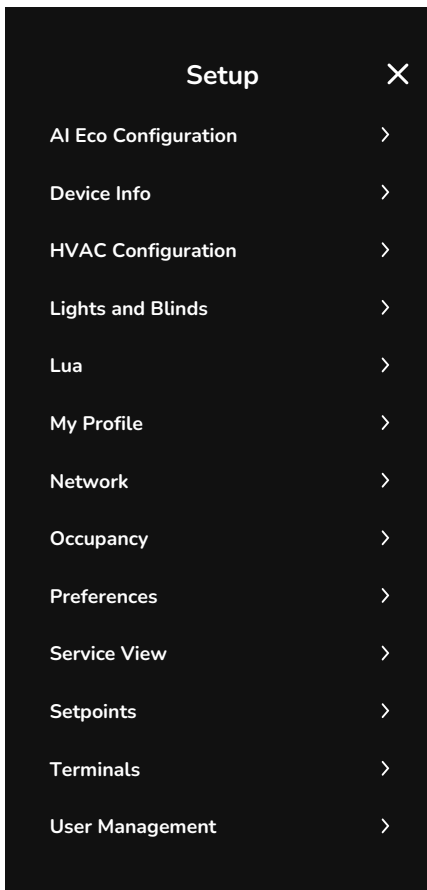 Setup
AI Eco Configuration
Device Info
HVAC Configuration
Lights and Blinds
Lua
My Profile
Network
Occupancy
Preferences
Service View
Setpoints
Terminals
User Management